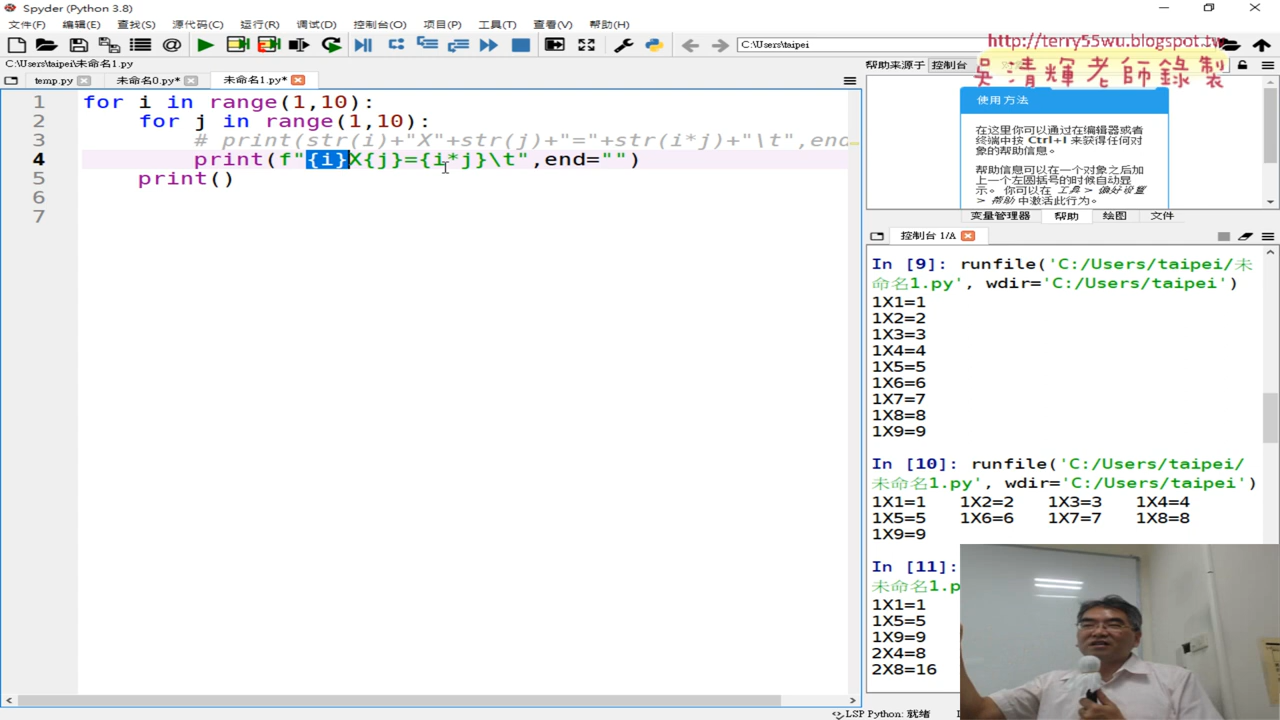 Spyder (Python 3.8)
文件(F) 编辑(E) 查找(S) 源代码(C) 运行(R) 调试(D) 控制台(O) 项目(P) 工具(T) 查看(V) 帮助(H)
C:\Users\taipei
http://terry55wu.blogspot.tw
吳清輝老師錄製
C:\Users\taipei\未命名1.py
帮助来源于 控制台
temp.py 未命名0.py* 未命名1.py*
1 for i in range(1,10):
2 for j in range(1,10):
3 # print(str(i)+"X"+str(j)+"="+str(i*j)+"\t",end
4 print(f"{i}X{j}={i*j}\t",end="")
5 print()
6
7
使用方法
在这里你可以通过在编辑器或者
终端中按 Ctrl+I 来获得任何对
象的帮助信息。
帮助信息可以在一个对象之后加
上一个左圆括号的时候自动显
示。 你可以在 工具 > 偏好设置
> 帮助 中激活此行为。
变量管理器 帮助 绘图 文件
控制台 1/A
In [9]: runfile('C:/Users/taipei/未
命名1.py', wdir='C:/Users/taipei')
1X1=1
1X2=2
1X3=3
1X4=4
1X5=5
1X6=6
1X7=7
1X8=8
1X9=9
In [10]: runfile('C:/Users/taipei/
未命名1.py', wdir='C:/Users/taipei')
1X1=1 1X2=2 1X3=3 1X4=4
1X5=5 1X6=6 1X7=7 1X8=8
1X9=9
In [11]:
未命名1.p
1X1=1
1X5=5
1X9=9
2X4=8
2X8=16
LSP Python: 就绪